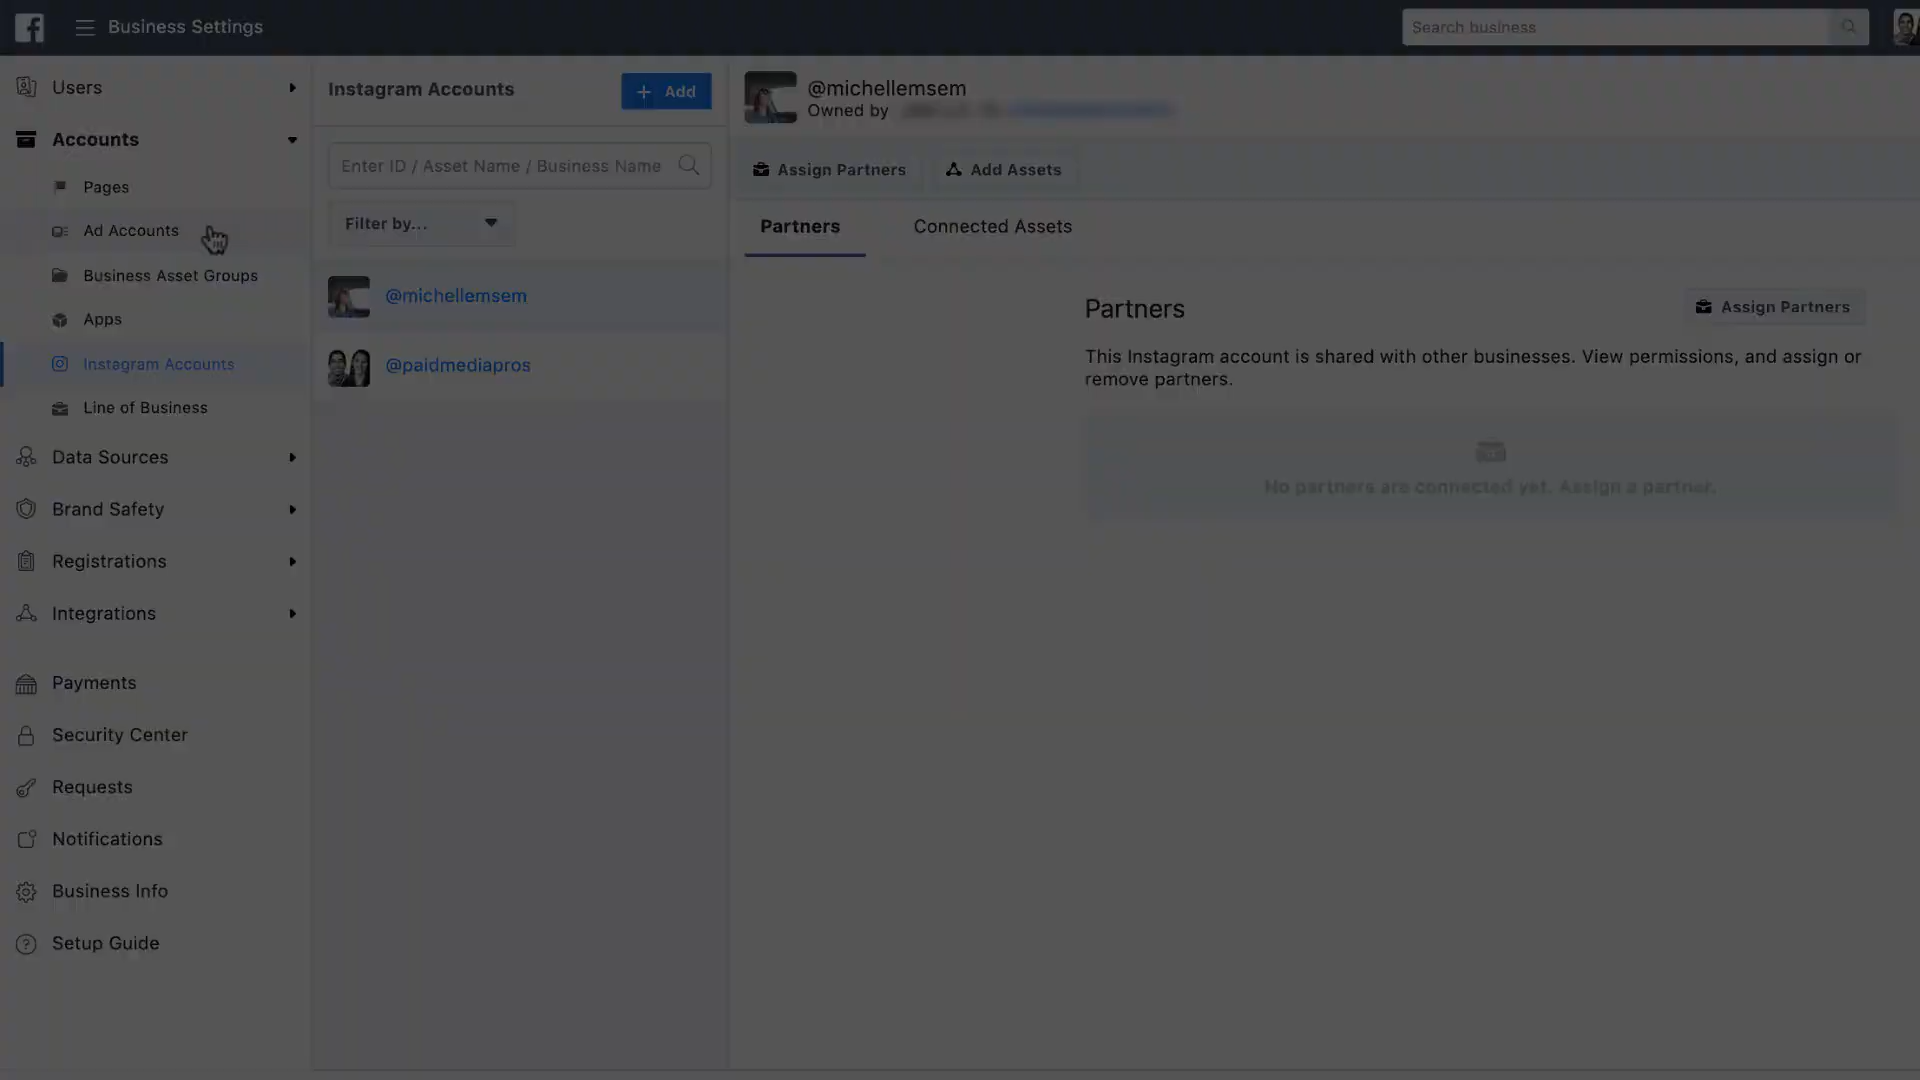 Business Settings
Search business
Users
Accounts
Pages
Ad Accounts
Business Asset Groups
Apps
Instagram Accounts
Line of Business
Data Sources
Brand Safety
Registrations
Integrations
Payments
Security Center
Requests
Notifications
Business Info
Setup Guide
Instagram Accounts
+ Add
Enter ID / Asset Name / Business Name
Filter by...
@michellemsem
@paidmediapros
@michellemsem
Owned by
Assign Partners
Add Assets
Partners
Connected Assets
Partners
Assign Partners
This Instagram account is shared with other businesses. View permissions, and assign or
remove partners.
No partners are connected yet. Assign a partner.